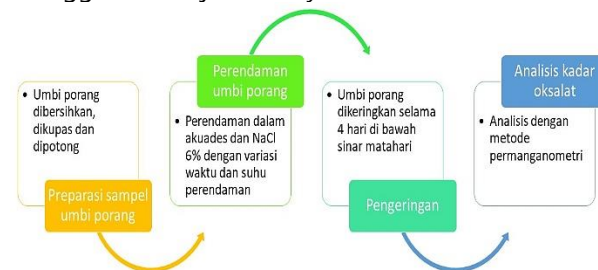 • Umbi porang
dibersihkan,
dikupas dan
dipotong
Preparasi sampel
umbi porang
Perendaman
umbi porang
• Perendaman dalam
akuades dan NaCl
6% dengan variasi
waktu dan suhu
perendaman
• Umbi porang
dikeringkan selama
4 hari di bawah
sinar matahari
Pengeringan
Analisis kadar
oksalat
• Analisis dengan
metode
permanganometri